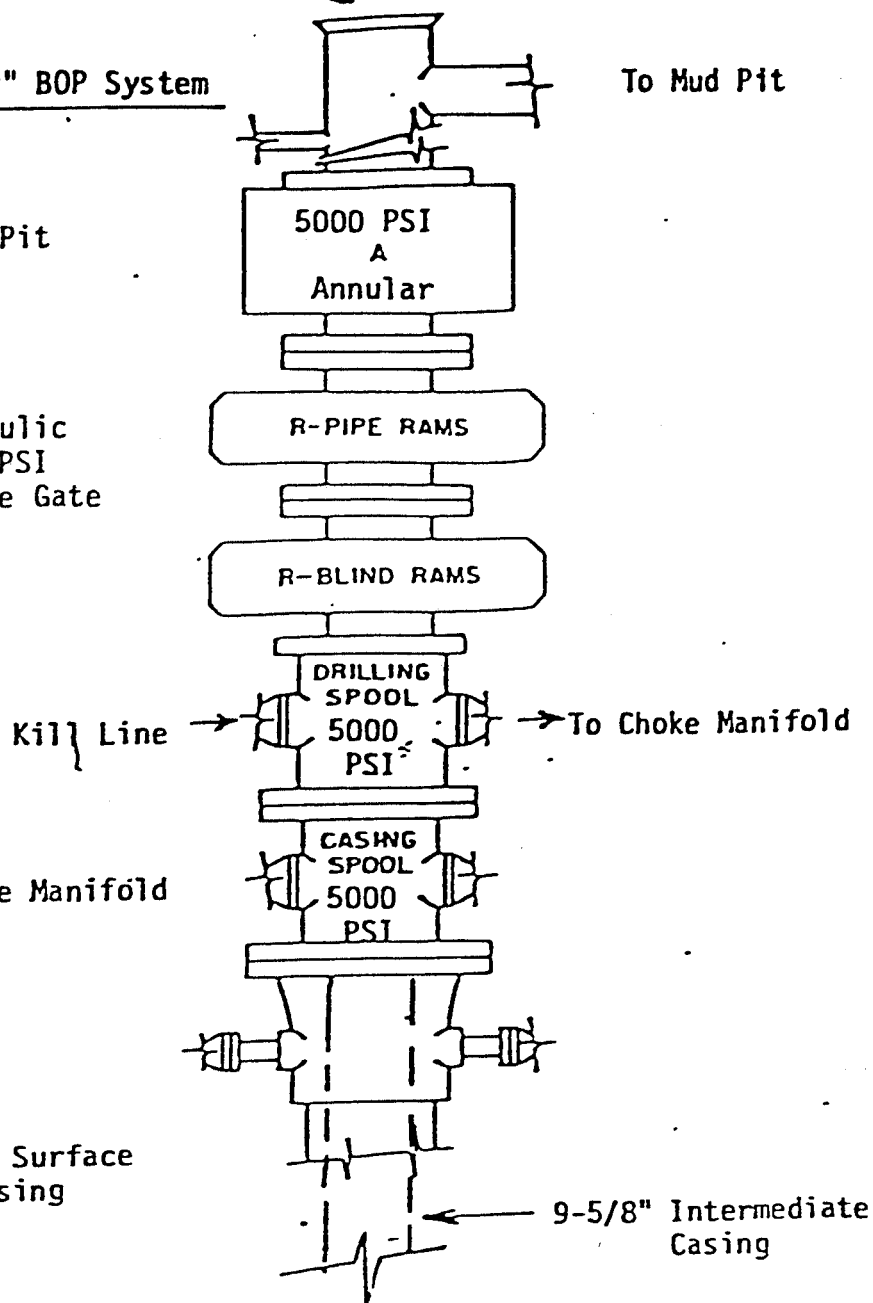 " BOP System
To Mud Pit
Pit
5000 PSI
A
Annular
ulic
PSI
e Gate
R-PIPE RAMS
R-BLIND RAMS
DRILLING
SPOOL
5000
PSI
Kill Line
To Choke Manifold
CASING
SPOOL
5000
PSI
e Manifold
Surface
sing
9-5/8" Intermediate
Casing